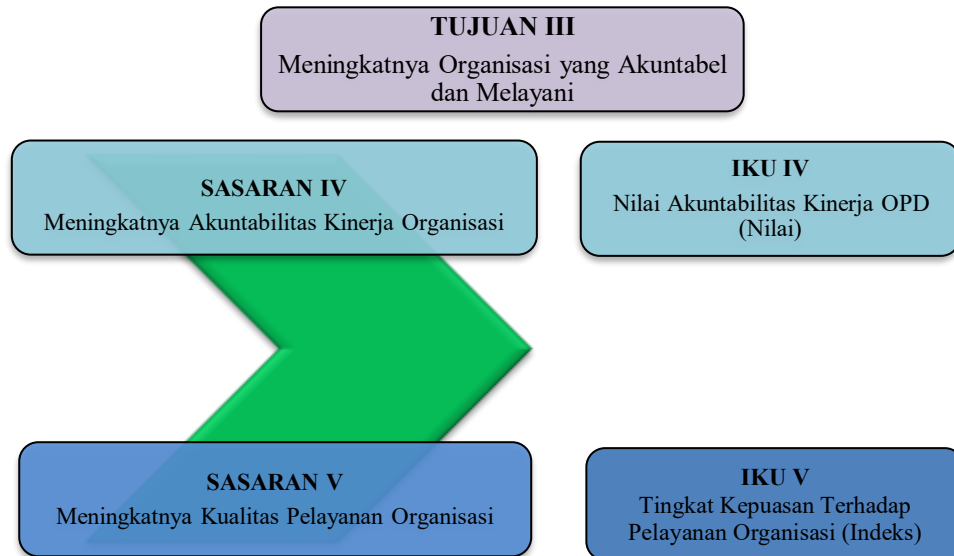 TUJUAN III
Meningkatnya Organisasi yang Akuntabel
dan Melayani
SASARAN IV
Meningkatnya Akuntabilitas Kinerja Organisasi
IKU IV
Nilai Akuntabilitas Kinerja OPD
(Nilai)
SASARAN V
Meningkatnya Kualitas Pelayanan Organisasi
IKU V
Tingkat Kepuasan Terhadap
Pelayanan Organisasi (Indeks)